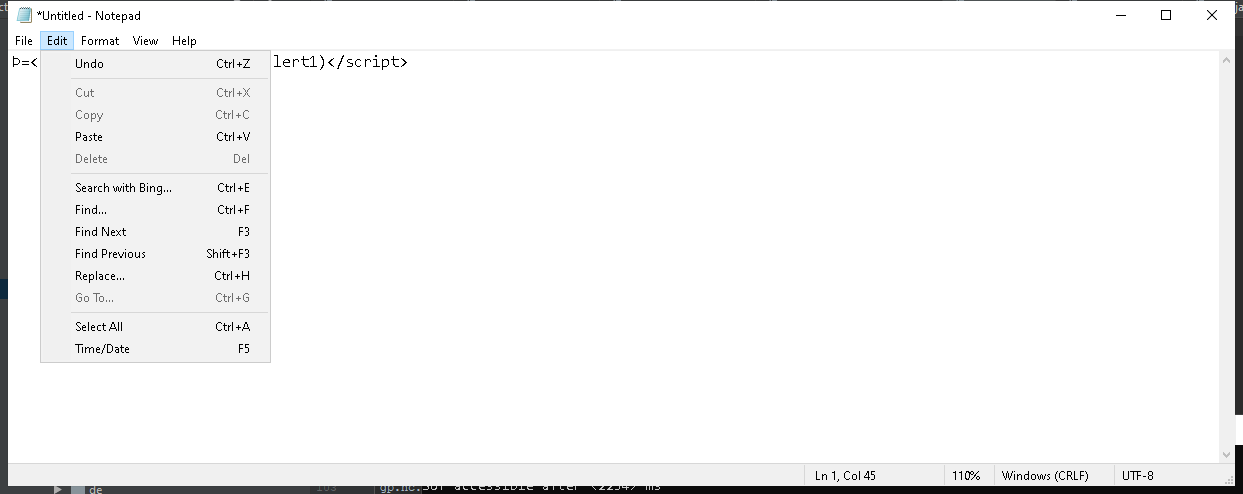 *Untitled - Notepad
File Edit Format View Help
Þ=< lert1)</script>
Undo Ctrl+Z
Cut Ctrl+X
Copy Ctrl+C
Paste Ctrl+V
Delete Del
Search with Bing... Ctrl+E
Find... Ctrl+F
Find Next F3
Find Previous Shift+F3
Replace... Ctrl+H
Go To... Ctrl+G
Select All Ctrl+A
Time/Date F5
Ln 1, Col 45 110% Windows (CRLF) UTF-8
de
accessible after <22547 ms